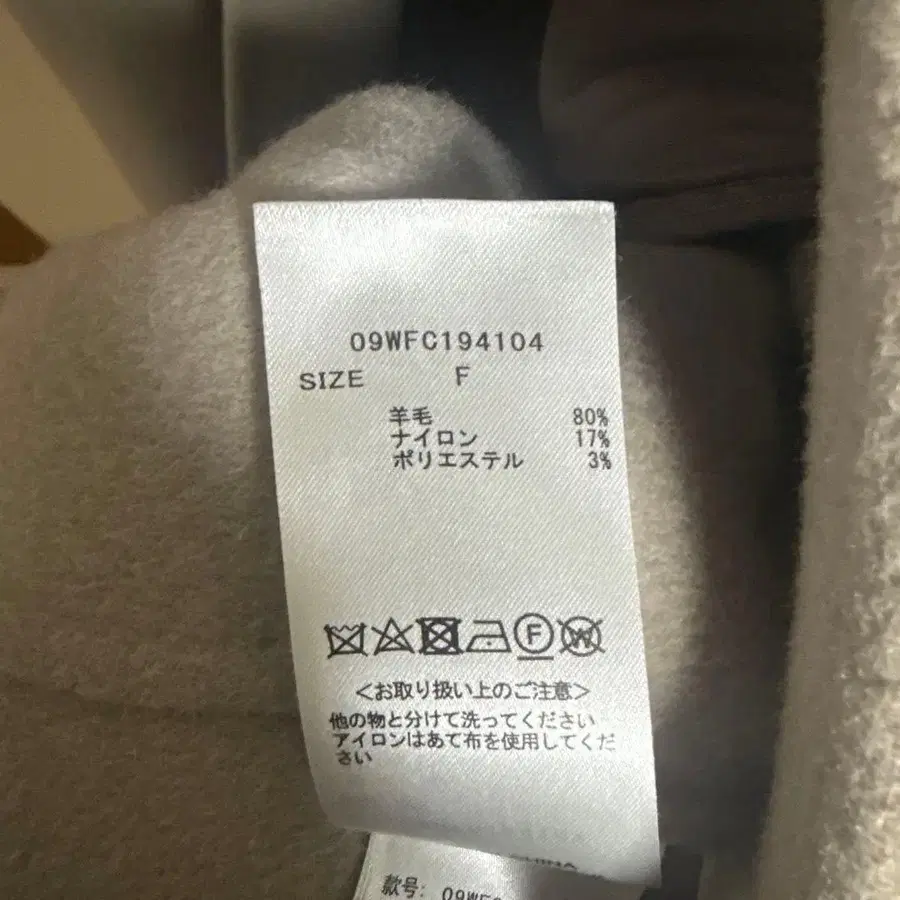 09WFC194104
SIZE F
羊毛 80%
ナイロン 17%
ポリエステル 3%
F W
<お取り扱い上のご注意>
他の物と分けて洗ってください
アイロンはあて布を使用してくだ
さい
CHINA
款号: 09WF